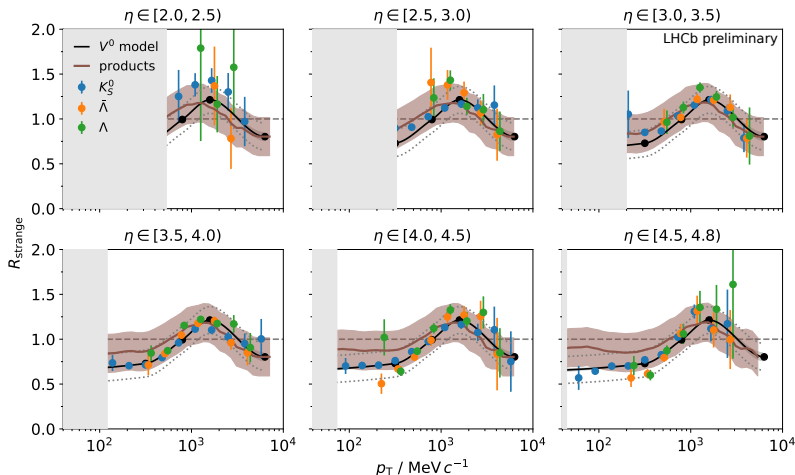 η ∈ [2.0, 2.5)
η ∈ [2.5, 3.0)
η ∈ [3.0, 3.5)
2.0
1.5
1.0
0.5
0.0
V⁰ model
products
K⁰_S
Λ̄
Λ
LHCb preliminary
R_strange
η ∈ [3.5, 4.0)
η ∈ [4.0, 4.5)
η ∈ [4.5, 4.8)
2.0
1.5
1.0
0.5
0.0
10² 10³ 10⁴
10² 10³ 10⁴
10² 10³ 10⁴
p_T / MeV c⁻¹